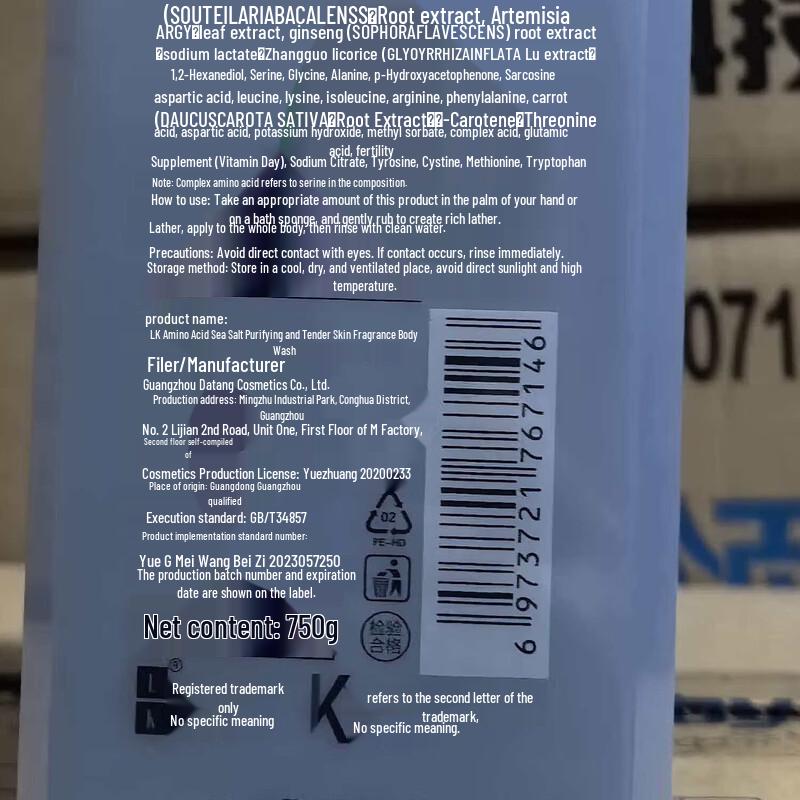 (SOUTEILARIABACALENSS Root extract, Artemisia
ARGY leaf extract, ginseng (SOPHORAFLAVESCENS) root extract
sodium lactate Zhangguo licorice (GLYOYRRHIZAINFLATA Lu extract
1,2-Hexanediol, Serine, Glycine, Alanine, p-Hydroxyacetophenone, Sarcosine
aspartic acid, leucine, lysine, isoleucine, arginine, phenylalanine, carrot
(DAUCUSCAROTA SATIVA Root Extract -Carotene Threonine
acid, aspartic acid, potassium hydroxide, methyl sorbate, complex acid, glutamic
acid, fertility
Supplement (Vitamin Day), Sodium Citrate, Tyrosine, Cystine, Methionine, Tryptophan
Note: Complex amino acid refers to serine in the composition.
How to use: Take an appropriate amount of this product in the palm of your hand or
on a bath sponge, and gently rub to create rich lather.
Lather, apply to the whole body, then rinse with clean water.
Precautions: Avoid direct contact with eyes. If contact occurs, rinse immediately.
Storage method: Store in a cool, dry, and ventilated place, avoid direct sunlight and high
temperature.
product name:
LK Amino Acid Sea Salt Purifying and Tender Skin Fragrance Body
Wash
Filer/Manufacturer
Guangzhou Datang Cosmetics Co., Ltd.
Production address: Mingzhu Industrial Park, Conghua District,
Guangzhou
No. 2 Lijian 2nd Road, Unit One, First Floor of M Factory,
Second floor self-compiled
of
Cosmetics Production License: Yuezhuang 20200233
Place of origin: Guangdong Guangzhou
qualified
Execution standard: GB/T34857
Product implementation standard number:
Yue G Mei Wang Bei Zi 2023057250
The production batch number and expiration
date are shown on the label.
Net content: 750g
02
PE-HD
检验
合格
6 973721 767146
L
K
®
Registered trademark
only
No specific meaning
K
refers to the second letter of the
trademark,
No specific meaning.
071